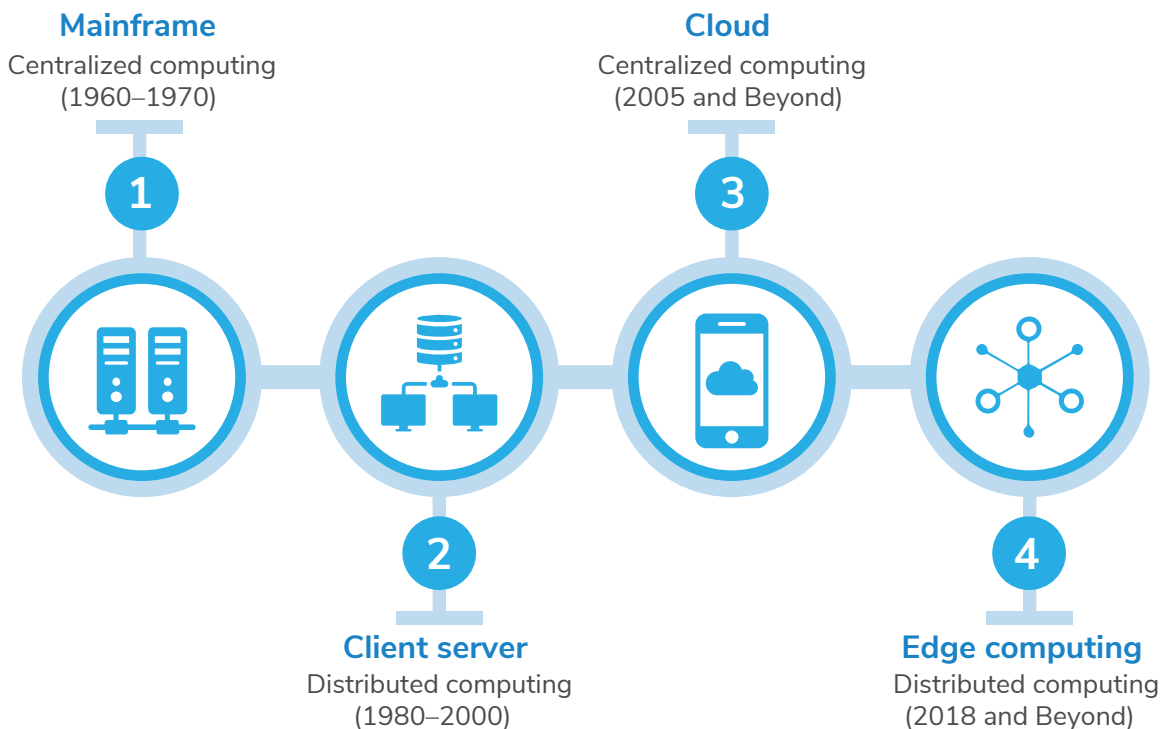 Mainframe
Centralized computing
(1960–1970)
1
2
Client server
Distributed computing
(1980–2000)
Cloud
Centralized computing
(2005 and Beyond)
3
4
Edge computing
Distributed computing
(2018 and Beyond)